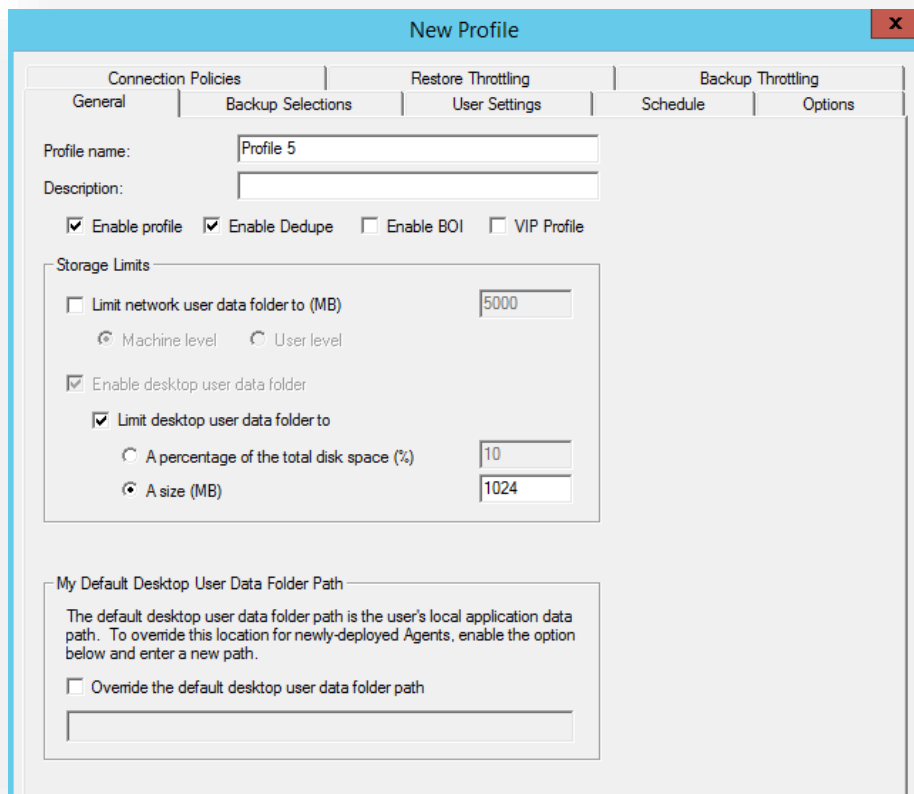 New Profile
x
Connection Policies Restore Throttling Backup Throttling
General Backup Selections User Settings Schedule Options
Profile name: Profile 5
Description:
Enable profile Enable Dedupe Enable BOI VIP Profile
Storage Limits
Limit network user data folder to (MB) 5000
Machine level User level
Enable desktop user data folder
Limit desktop user data folder to
A percentage of the total disk space (%) 10
A size (MB) 1024
My Default Desktop User Data Folder Path
The default desktop user data folder path is the user's local application data
path. To override this location for newly-deployed Agents, enable the option
below and enter a new path.
Override the default desktop user data folder path